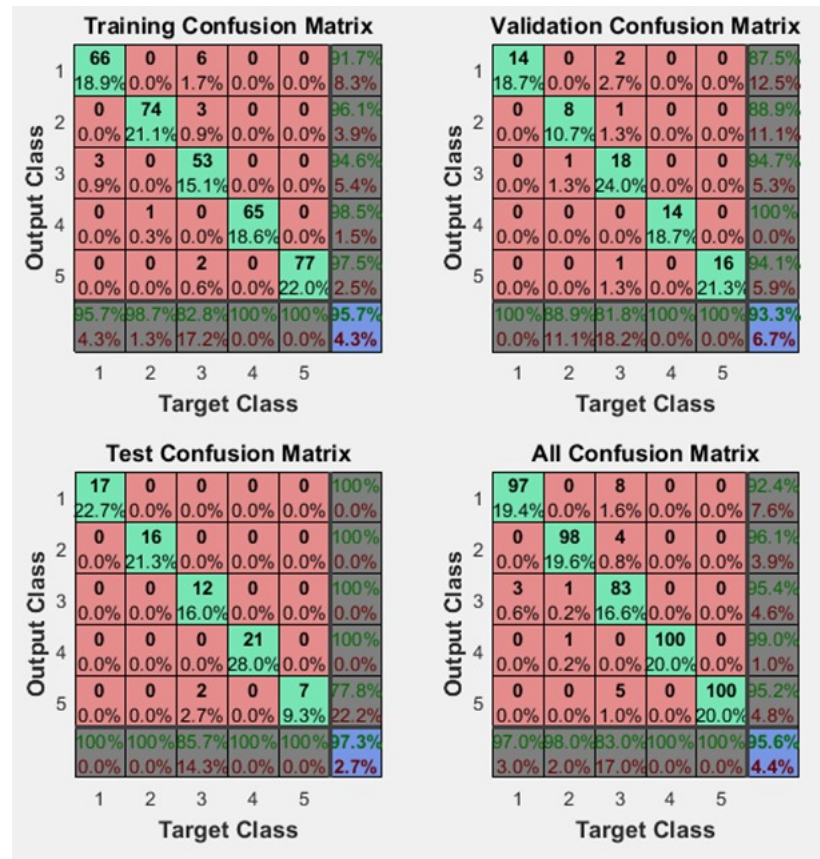 Training Confusion Matrix
1 66 0 6 0 0 91.7%
18.9% 0.0% 1.7% 0.0% 0.0% 8.3%
2 0 74 3 0 0 96.1%
0.0% 21.1% 0.9% 0.0% 0.0% 3.9%
3 3 0 53 0 0 94.6%
0.9% 0.0% 15.1% 0.0% 0.0% 5.4%
4 0 1 0 65 0 98.5%
0.0% 0.3% 0.0% 18.6% 0.0% 1.5%
5 0 0 2 0 77 97.5%
0.0% 0.0% 0.6% 0.0% 22.0% 2.5%
95.7% 98.7% 82.8% 100% 100% 95.7%
4.3% 1.3% 17.2% 0.0% 0.0% 4.3%
1 2 3 4 5
Target Class
Output Class
Validation Confusion Matrix
1 14 0 2 0 0 87.5%
18.7% 0.0% 2.7% 0.0% 0.0% 12.5%
2 0 8 1 0 0 88.9%
0.0% 10.7% 1.3% 0.0% 0.0% 11.1%
3 0 1 18 0 0 94.7%
0.0% 1.3% 24.0% 0.0% 0.0% 5.3%
4 0 0 0 14 0 100%
0.0% 0.0% 0.0% 18.7% 0.0% 0.0%
5 0 0 1 0 16 94.1%
0.0% 0.0% 1.3% 0.0% 21.3% 5.9%
100% 88.9% 81.8% 100% 100% 93.3%
0.0% 11.1% 18.2% 0.0% 0.0% 6.7%
1 2 3 4 5
Target Class
Output Class
Test Confusion Matrix
1 17 0 0 0 0 100%
22.7% 0.0% 0.0% 0.0% 0.0% 0.0%
2 0 16 0 0 0 100%
0.0% 21.3% 0.0% 0.0% 0.0% 0.0%
3 0 0 12 0 0 100%
0.0% 0.0% 16.0% 0.0% 0.0% 0.0%
4 0 0 0 21 0 100%
0.0% 0.0% 0.0% 28.0% 0.0% 0.0%
5 0 0 2 0 7 77.8%
0.0% 0.0% 2.7% 0.0% 9.3% 22.2%
100% 100% 85.7% 100% 100% 97.3%
0.0% 0.0% 14.3% 0.0% 0.0% 2.7%
1 2 3 4 5
Target Class
Output Class
All Confusion Matrix
1 97 0 8 0 0 92.4%
19.4% 0.0% 1.6% 0.0% 0.0% 7.6%
2 0 98 4 0 0 96.1%
0.0% 19.6% 0.8% 0.0% 0.0% 3.9%
3 3 1 83 0 0 95.4%
0.6% 0.2% 16.6% 0.0% 0.0% 4.6%
4 0 1 0 100 0 99.0%
0.0% 0.2% 0.0% 20.0% 0.0% 1.0%
5 0 0 5 0 100 95.2%
0.0% 0.0% 1.0% 0.0% 20.0% 4.8%
97.0% 98.0% 83.0% 100% 100% 95.6%
3.0% 2.0% 17.0% 0.0% 0.0% 4.4%
1 2 3 4 5
Target Class
Output Class